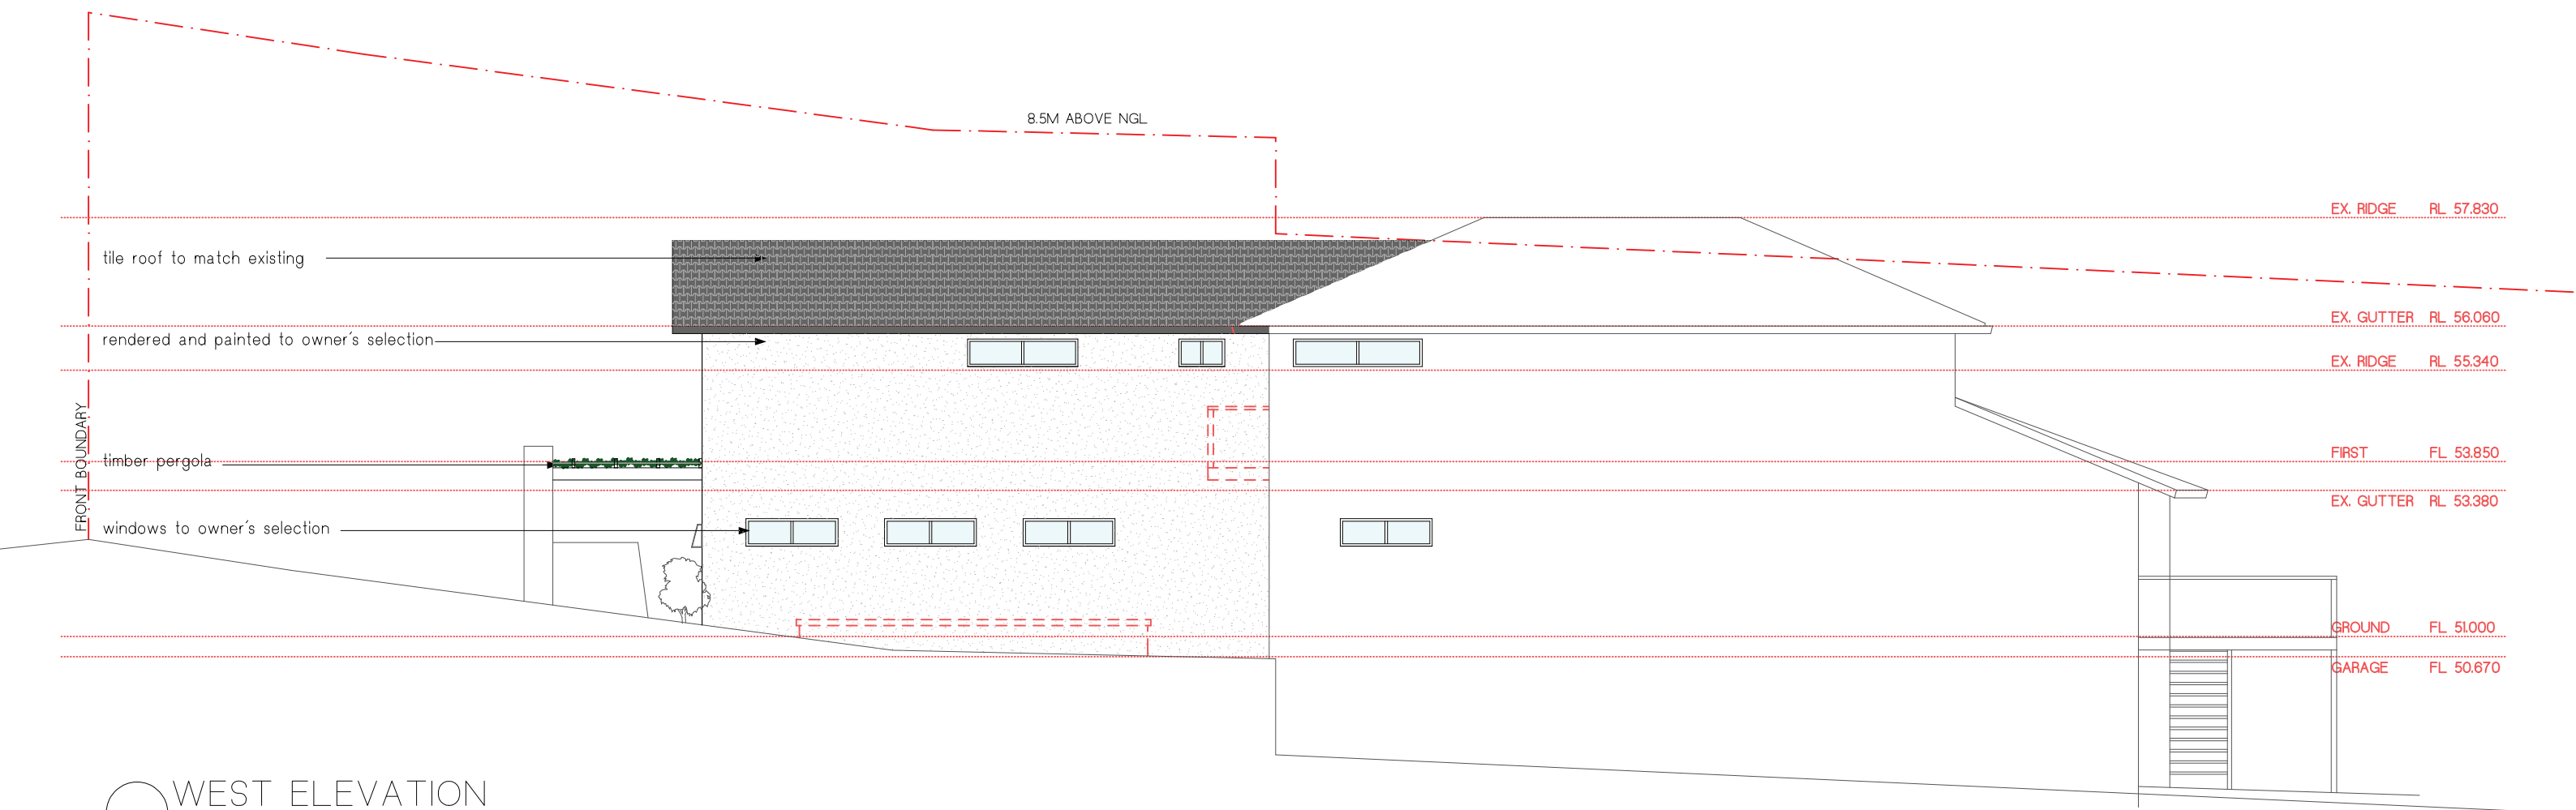 8.5M ABOVE NGL
EX. RIDGE RL 57.830
tile roof to match existing
EX. GUTTER RL 56.060
rendered and painted to owner's selection
EX. RIDGE RL 55.340
FRONT BOUNDARY
timber pergola
FIRST FL 53.850
EX. GUTTER RL 53.380
windows to owner's selection
GROUND FL 51.000
GARAGE FL 50.670
WEST ELEVATION